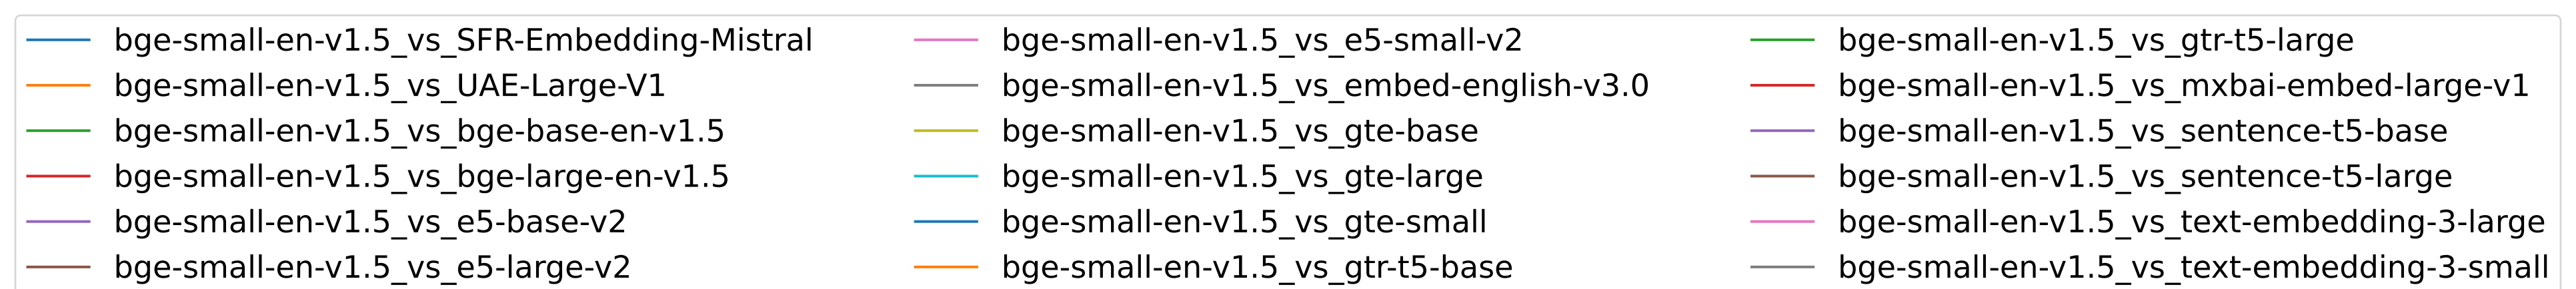 bge-small-en-v1.5_vs_SFR-Embedding-Mistral
bge-small-en-v1.5_vs_UAE-Large-V1
bge-small-en-v1.5_vs_bge-base-en-v1.5
bge-small-en-v1.5_vs_bge-large-en-v1.5
bge-small-en-v1.5_vs_e5-base-v2
bge-small-en-v1.5_vs_e5-large-v2
bge-small-en-v1.5_vs_e5-small-v2
bge-small-en-v1.5_vs_embed-english-v3.0
bge-small-en-v1.5_vs_gte-base
bge-small-en-v1.5_vs_gte-large
bge-small-en-v1.5_vs_gte-small
bge-small-en-v1.5_vs_gtr-t5-base
bge-small-en-v1.5_vs_gtr-t5-large
bge-small-en-v1.5_vs_mxbai-embed-large-v1
bge-small-en-v1.5_vs_sentence-t5-base
bge-small-en-v1.5_vs_sentence-t5-large
bge-small-en-v1.5_vs_text-embedding-3-large
bge-small-en-v1.5_vs_text-embedding-3-small